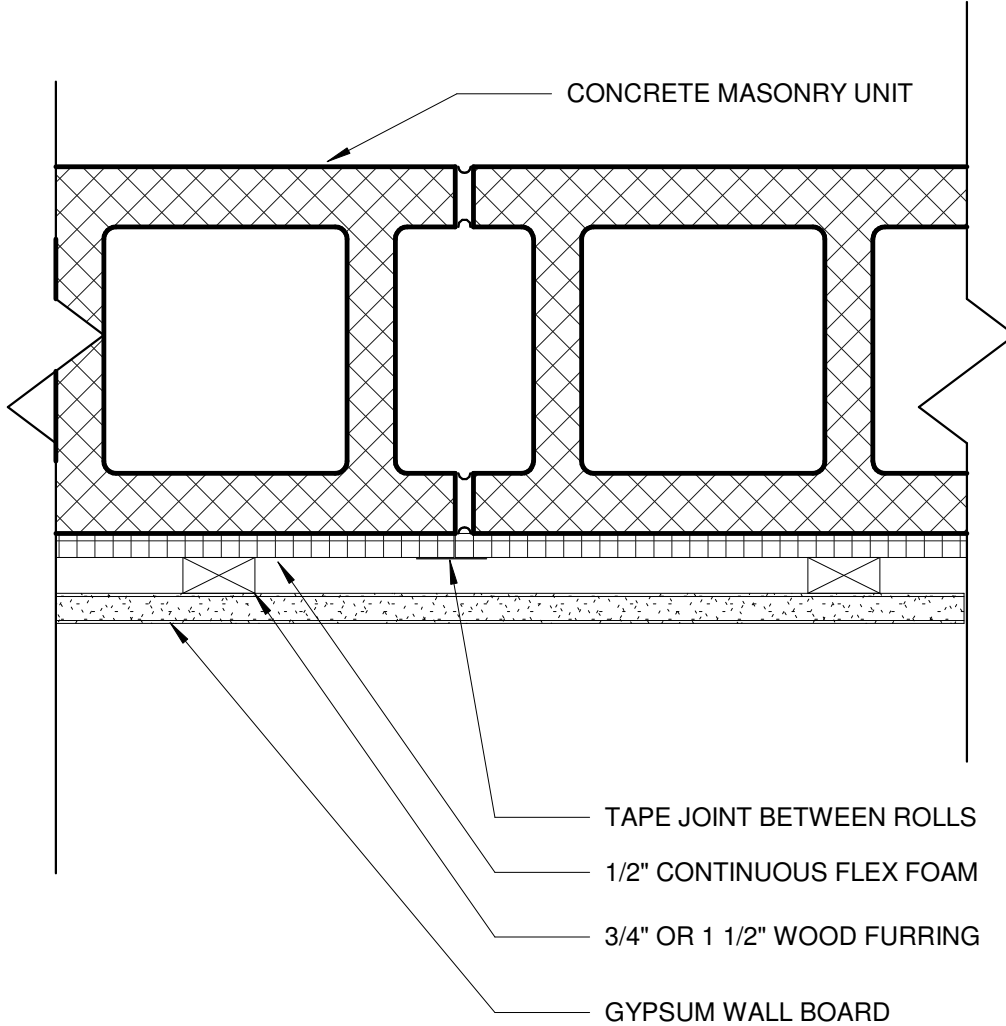 CONCRETE MASONRY UNIT
TAPE JOINT BETWEEN ROLLS
1/2" CONTINUOUS FLEX FOAM
3/4" OR 1 1/2" WOOD FURRING
GYPSUM WALL BOARD